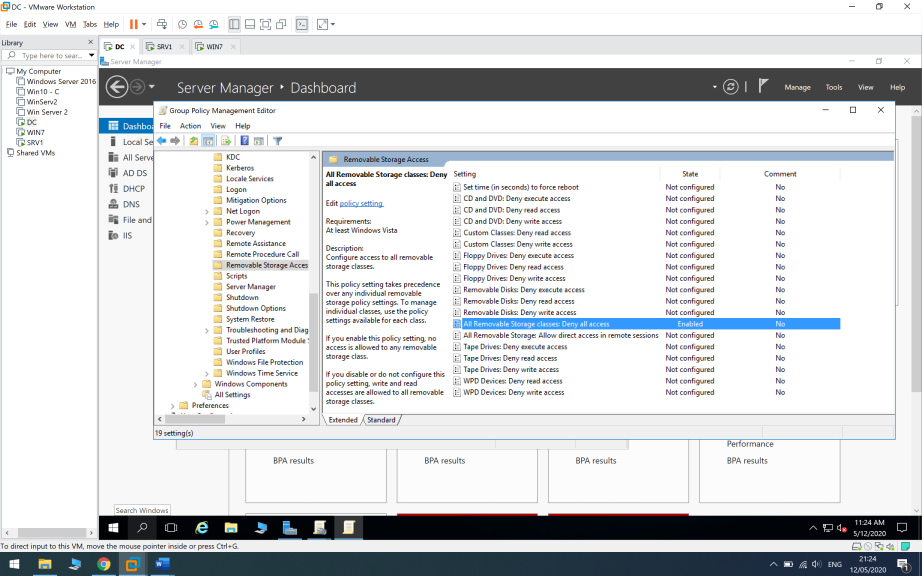 DC - VMware Workstation
File Edit View VM Tabs Help
Library
Type here to sear...
My Computer
Windows Server 2016
Win10 - C
WinServ2
Win Server 2
DC
WIN7
SRV1
Shared VMs
DC SRV1 WIN7
Server Manager
Server Manager • Dashboard
Manage Tools View Help
Dashboa
Local Se
All Serve
AD DS
DHCP
DNS
File and
IIS
Group Policy Management Editor
File Action View Help
KDC
Kerberos
Locale Services
Logon
Mitigation Options
Net Logon
Power Management
Recovery
Remote Assistance
Remote Procedure Call
Removable Storage Acces
Scripts
Server Manager
Shutdown
Shutdown Options
System Restore
Troubleshooting and Diag
Trusted Platform Module
User Profiles
Windows File Protection
Windows Time Service
Windows Components
All Settings
Preferences
Removable Storage Access
All Removable Storage classes: Deny all access
Edit policy setting
Requirements:
At least Windows Vista
Description:
Configure access to all removable
storage classes.
This policy setting takes precedence
over any individual removable
storage policy settings. To manage
individual classes, use the policy
settings available for each class.
If you enable this policy setting, no
access is allowed to any removable
storage class.
If you disable or do not configure this
policy setting, write and read
accesses are allowed to all removable
storage classes.
Setting State Comment
Set time (in seconds) to force reboot Not configured No
CD and DVD: Deny execute access Not configured No
CD and DVD: Deny read access Not configured No
CD and DVD: Deny write access Not configured No
Custom Classes: Deny read access Not configured No
Custom Classes: Deny write access Not configured No
Floppy Drives: Deny execute access Not configured No
Floppy Drives: Deny read access Not configured No
Floppy Drives: Deny write access Not configured No
Removable Disks: Deny execute access Not configured No
Removable Disks: Deny read access Not configured No
Removable Disks: Deny write access Not configured No
All Removable Storage classes: Deny all access Enabled No
All Removable Storage: Allow direct access in remote sessions Not configured No
Tape Drives: Deny execute access Not configured No
Tape Drives: Deny read access Not configured No
Tape Drives: Deny write access Not configured No
WPD Devices: Deny read access Not configured No
WPD Devices: Deny write access Not configured No
Extended Standard
19 setting(s)
Performance
BPA results BPA results BPA results BPA results
Search Windows
11:24 AM
5/12/2020
To direct input to this VM, move the mouse pointer inside or press Ctrl+G.
ENG
21:24
12/05/2020